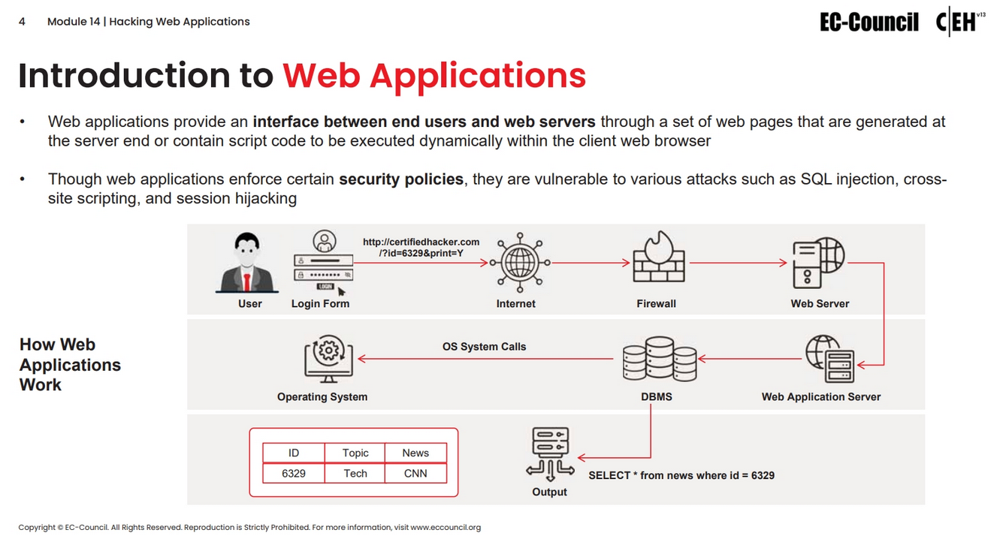 4 Module 14 | Hacking Web Applications
EC-Council C|EH v13
Introduction to Web Applications
• Web applications provide an interface between end users and web servers through a set of web pages that are generated at
the server end or contain script code to be executed dynamically within the client web browser
• Though web applications enforce certain security policies, they are vulnerable to various attacks such as SQL injection, cross-
site scripting, and session hijacking
How Web
Applications
Work
http://certifiedhacker.com
/?id=6329&print=Y
LOGIN
User Login Form Internet Firewall Web Server
OS System Calls
Operating System DBMS Web Application Server
ID Topic News
6329 Tech CNN
SELECT * from news where id = 6329
Output
Copyright © EC-Council. All Rights Reserved. Reproduction is Strictly Prohibited. For more information, visit www.eccouncil.org